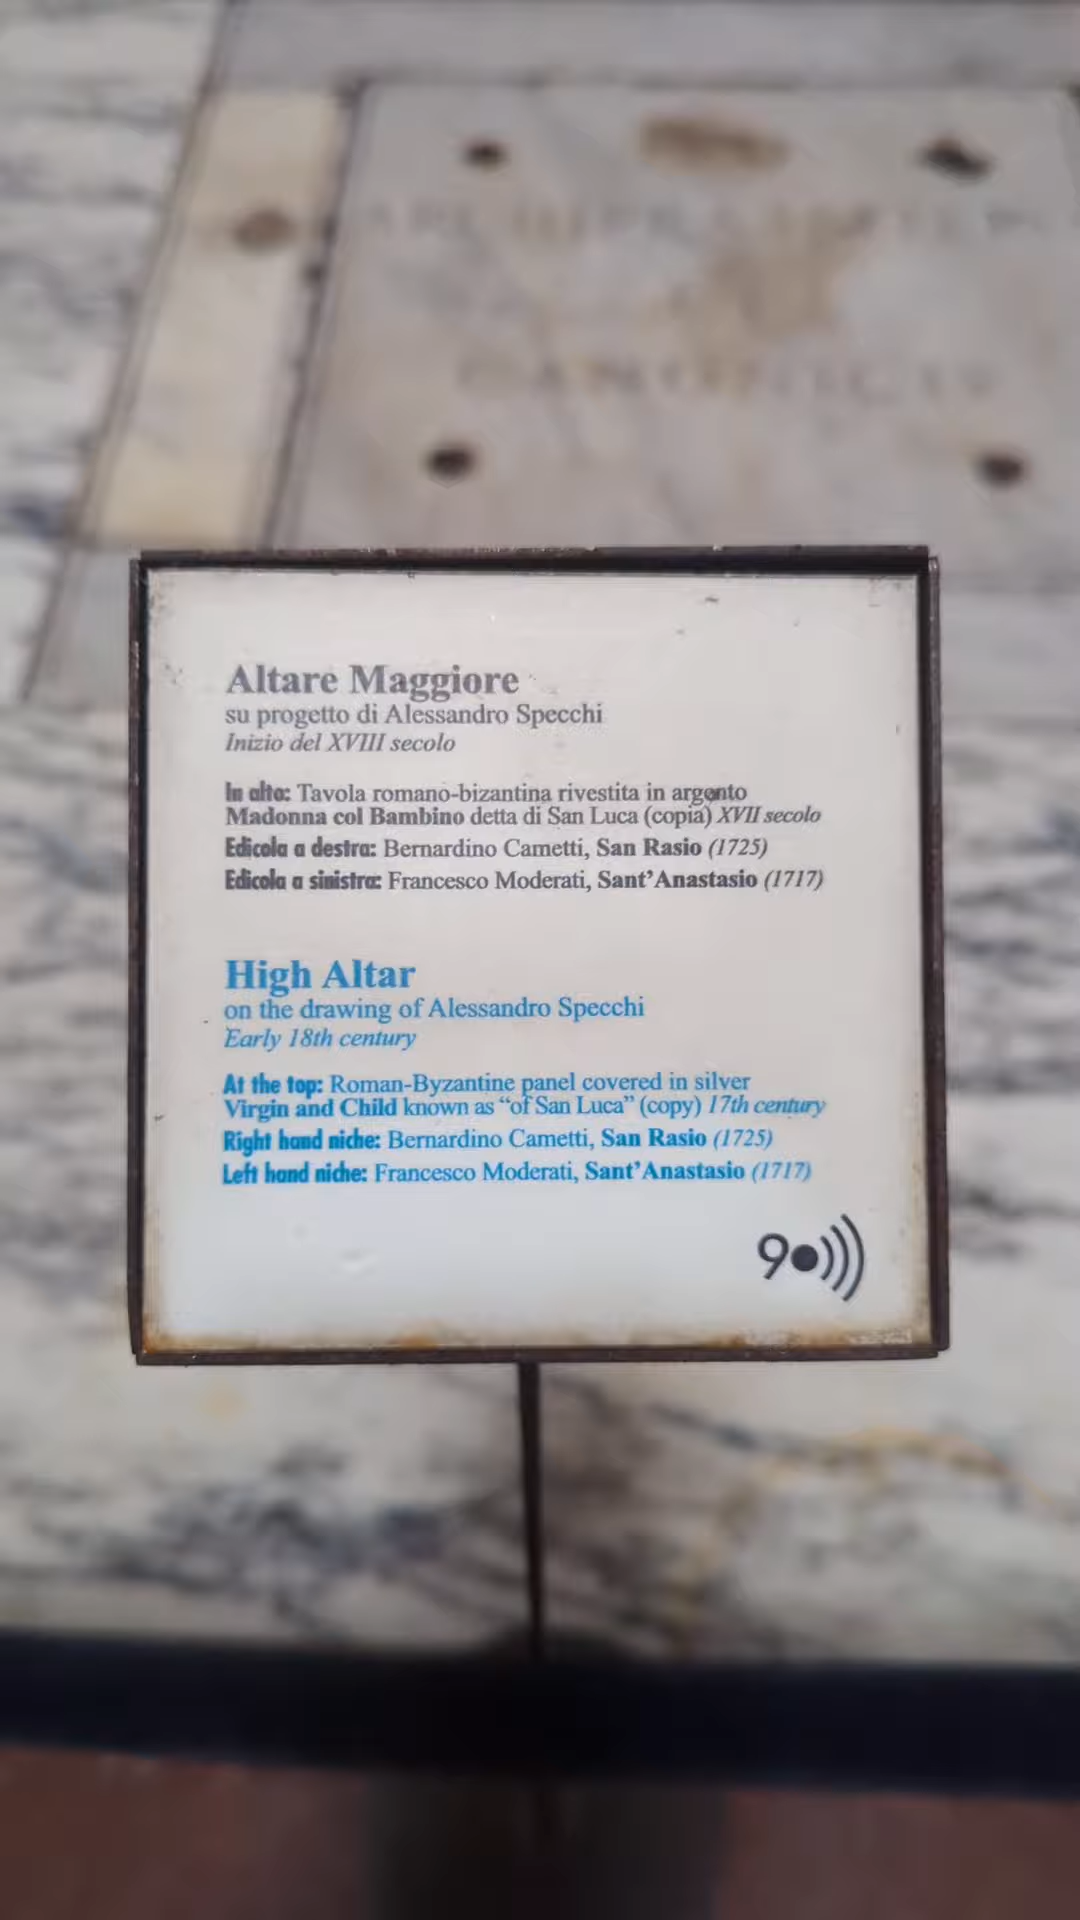 Altare Maggiore
su progetto di Alessandro Specchi
Inizio del XVIII secolo
In alto: Tavola romano-bizantina rivestita in argento
Madonna col Bambino detta di San Luca (copia) XVII secolo
Edicola a destra: Bernardino Cametti, San Rasio (1725)
Edicola a sinistra: Francesco Moderati, Sant'Anastasio (1717)
High Altar
on the drawing of Alessandro Specchi
Early 18th century
At the top: Roman-Byzantine panel covered in silver
Virgin and Child known as “of San Luca” (copy) 17th century
Right hand niche: Bernardino Cametti, San Rasio (1725)
Left hand niche: Francesco Moderati, Sant'Anastasio (1717)
9